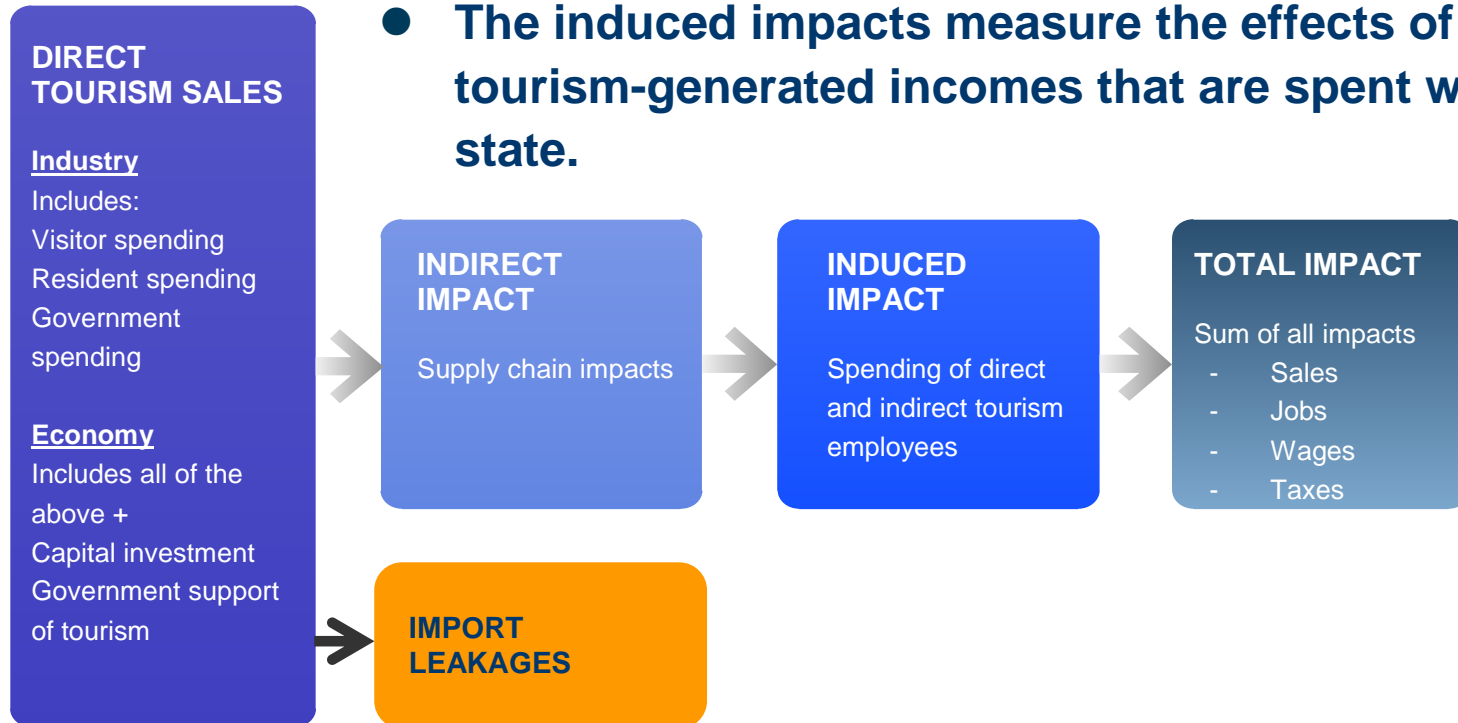 DIRECT
TOURISM SALES
Industry
Includes:
Visitor spending
Resident spending
Government
spending
Economy
Includes all of the
above +
Capital investment
Government support
of tourism
● The induced impacts measure the effects of
tourism-generated incomes that are spent
state.
INDIRECT
IMPACT
Supply chain impacts
INDUCED
IMPACT
Spending of direct
and indirect tourism
employees
TOTAL IMPACT
Sum of all impacts
- Sales
- Jobs
- Wages
- Taxes
IMPORT
LEAKAGES